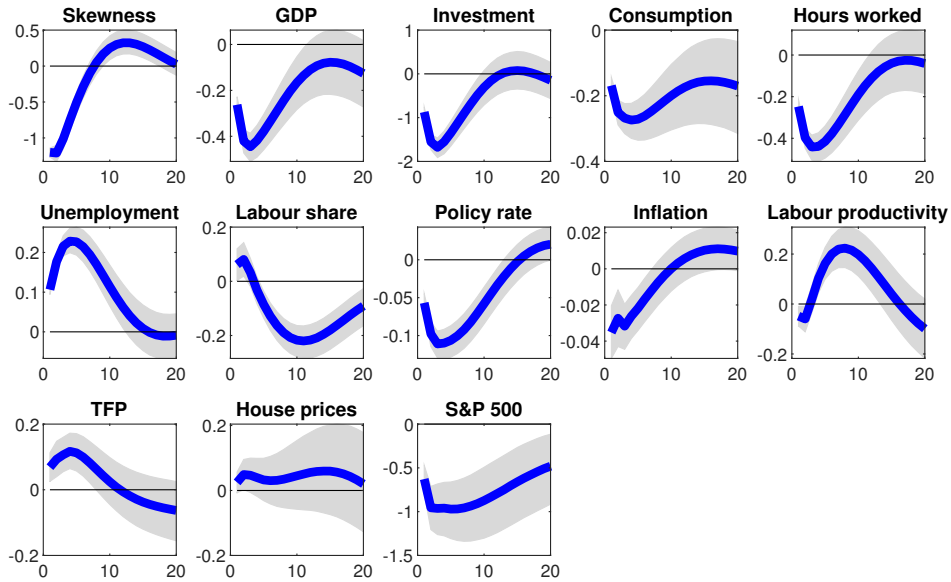 Skewness GDP Investment Consumption Hours worked
0.5 0 -1 0 10 20
0 -0.2 -0.4 0 10 20
1 0 -1 -2 0 10 20
0 -0.2 -0.4 0 10 20
0 -0.2 -0.4 0 10 20
Unemployment Labour share Policy rate Inflation Labour productivity
0.2 0.1 0 0 10 20
0.2 0 -0.2 0 10 20
0 -0.05 -0.1 0 10 20
0.02 0 -0.02 -0.04 0 10 20
0.2 0 -0.2 0 10 20
TFP House prices S&P 500
0.2 0 -0.2 0 10 20
0.2 0 -0.2 0 10 20
0 -0.5 -1 -1.5 0 10 20